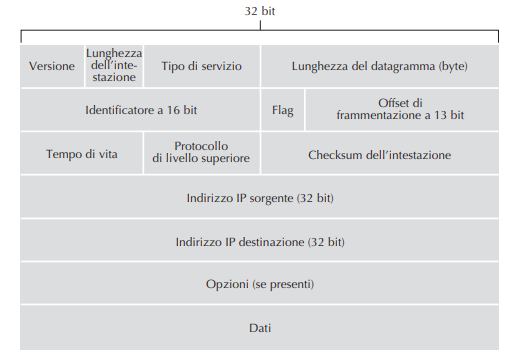 32 bit
Versione
Lunghezza
dell'inte-
stazione
Tipo di servizio
Lunghezza del datagramma (byte)
Identificatore a 16 bit
Flag
Offset di
frammentazione a 13 bit
Tempo di vita
Protocollo
di livello superiore
Checksum dell'intestazione
Indirizzo IP sorgente (32 bit)
Indirizzo IP destinazione (32 bit)
Opzioni (se presenti)
Dati